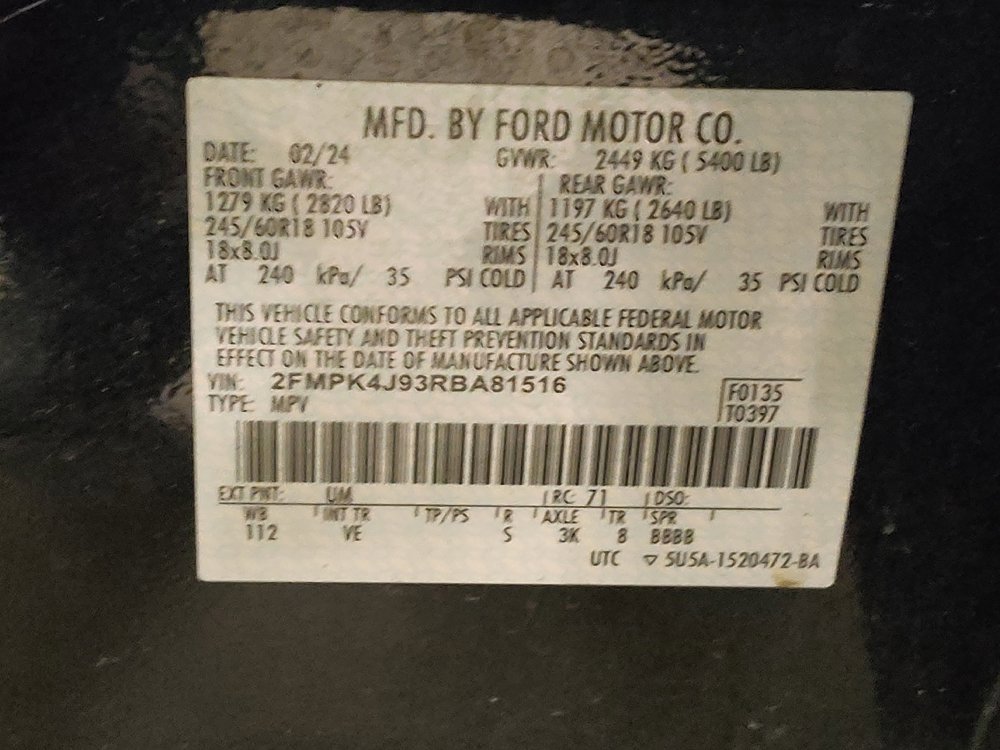 MFD. BY FORD MOTOR CO.
DATE: 02/24 GVWR: 2449 KG ( 5400 LB)
FRONT GAWR: REAR GAWR:
1279 KG ( 2820 LB) WITH 1197 KG ( 2640 LB) WITH
245/60R18 105V TIRES 245/60R18 105V TIRES
18x8.0J RIMS 18x8.0J RIMS
AT 240 kPa/ 35 PSI COLD AT 240 kPa/ 35 PSI COLD
THIS VEHICLE CONFORMS TO ALL APPLICABLE FEDERAL MOTOR
VEHICLE SAFETY AND THEFT PREVENTION STANDARDS IN
EFFECT ON THE DATE OF MANUFACTURE SHOWN ABOVE.
VIN: 2FMPK4J93RBA81516
TYPE: MPV
F0135
T0397
EXT PNT: UM RC: 71 DSO:
WB INT TR TP/PS R AXLE TR SPR
112 VE S 3K 8 BBBB
UTC ▽ 5U5A-1520472-BA